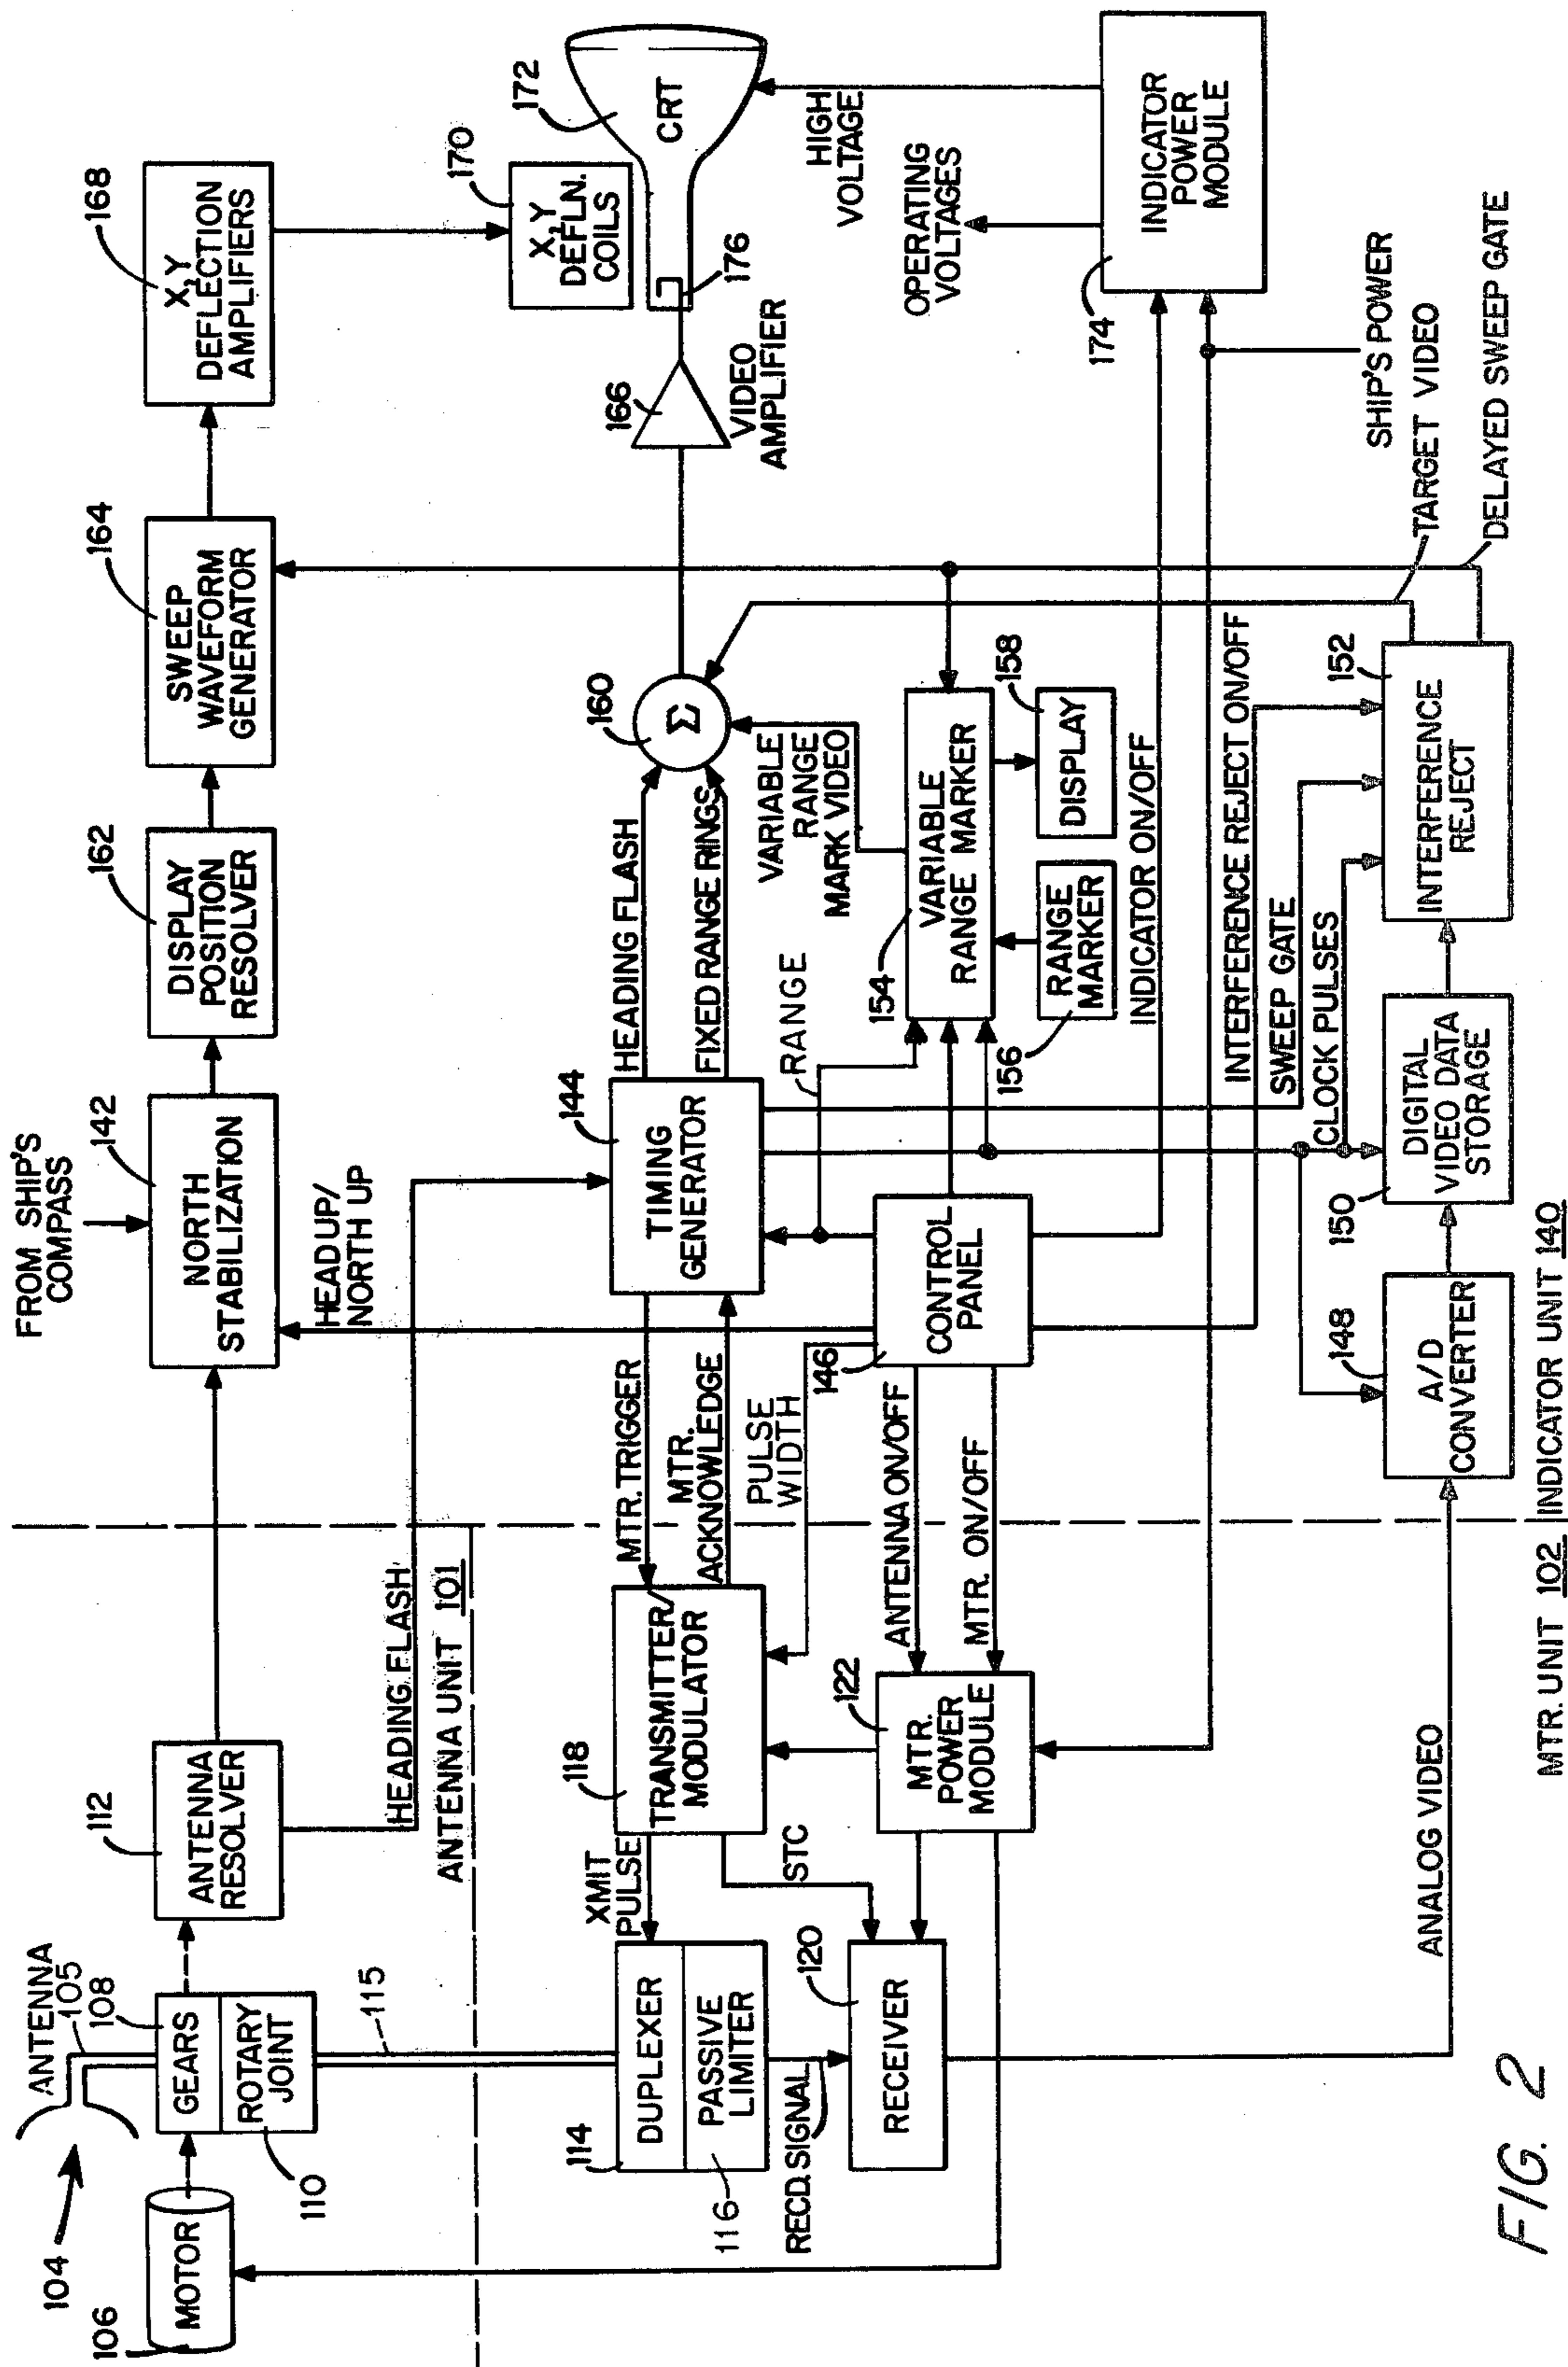 FROM SHIP'S
COMPASS
104
ANTENNA
105
108
106
MOTOR
GEARS
ROTARY
JOINT
110
112
ANTENNA
RESOLVER
142
NORTH
STABILIZATION
162
DISPLAY
POSITION
RESOLVER
164
SWEEP
WAVEFORM
GENERATOR
168
X,Y
DEFLECTION
AMPLIFIERS
170
X,Y
DEFLN.
COILS
172
CRT
176
115
HEADING FLASH
ANTENNA UNIT 101
HEAD UP/
NORTH UP
114
DUPLEXER
PASSIVE
LIMITER
116
XMIT
PULSE
118
TRANSMITTER/
MODULATOR
MTR. TRIGGER
MTR.
ACKNOWLEDGE
PULSE
WIDTH
144
TIMING
GENERATOR
HEADING FLASH
FIXED RANGE RINGS
160
Σ
166
VIDEO
AMPLIFIER
VARIABLE
RANGE
MARK VIDEO
RANGE
HIGH
VOLTAGE
OPERATING
VOLTAGES
RECD. SIGNAL
STC
120
RECEIVER
122
MTR.
POWER
MODULE
ANTENNA ON/OFF
MTR. ON/OFF
146
CONTROL
PANEL
154
VARIABLE
RANGE MARKER
156
RANGE
MARKER
158
DISPLAY
174
INDICATOR
POWER
MODULE
INDICATOR ON/OFF
INTERFERENCE REJECT ON/OFF
SWEEP GATE
CLOCK PULSES
SHIP'S POWER
TARGET VIDEO
DELAYED SWEEP GATE
ANALOG VIDEO
148
A/D
CONVERTER
150
DIGITAL
VIDEO DATA
STORAGE
152
INTERFERENCE
REJECT
MTR. UNIT 102
INDICATOR UNIT 140
FIG. 2